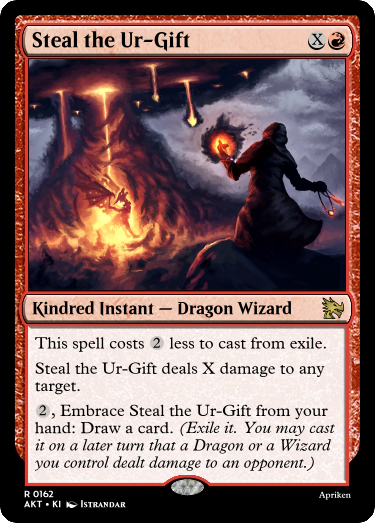 Steal the Ur-Gift
X
Kindred Instant — Dragon Wizard
This spell costs 2 less to cast from exile.
Steal the Ur-Gift deals X damage to any
target.
2, Embrace Steal the Ur-Gift from your
hand: Draw a card. (Exile it. You may cast
it on a later turn that a Dragon or a Wizard
you control dealt damage to an opponent.)
R 0162
AKT • KI Istrandar
Apriken